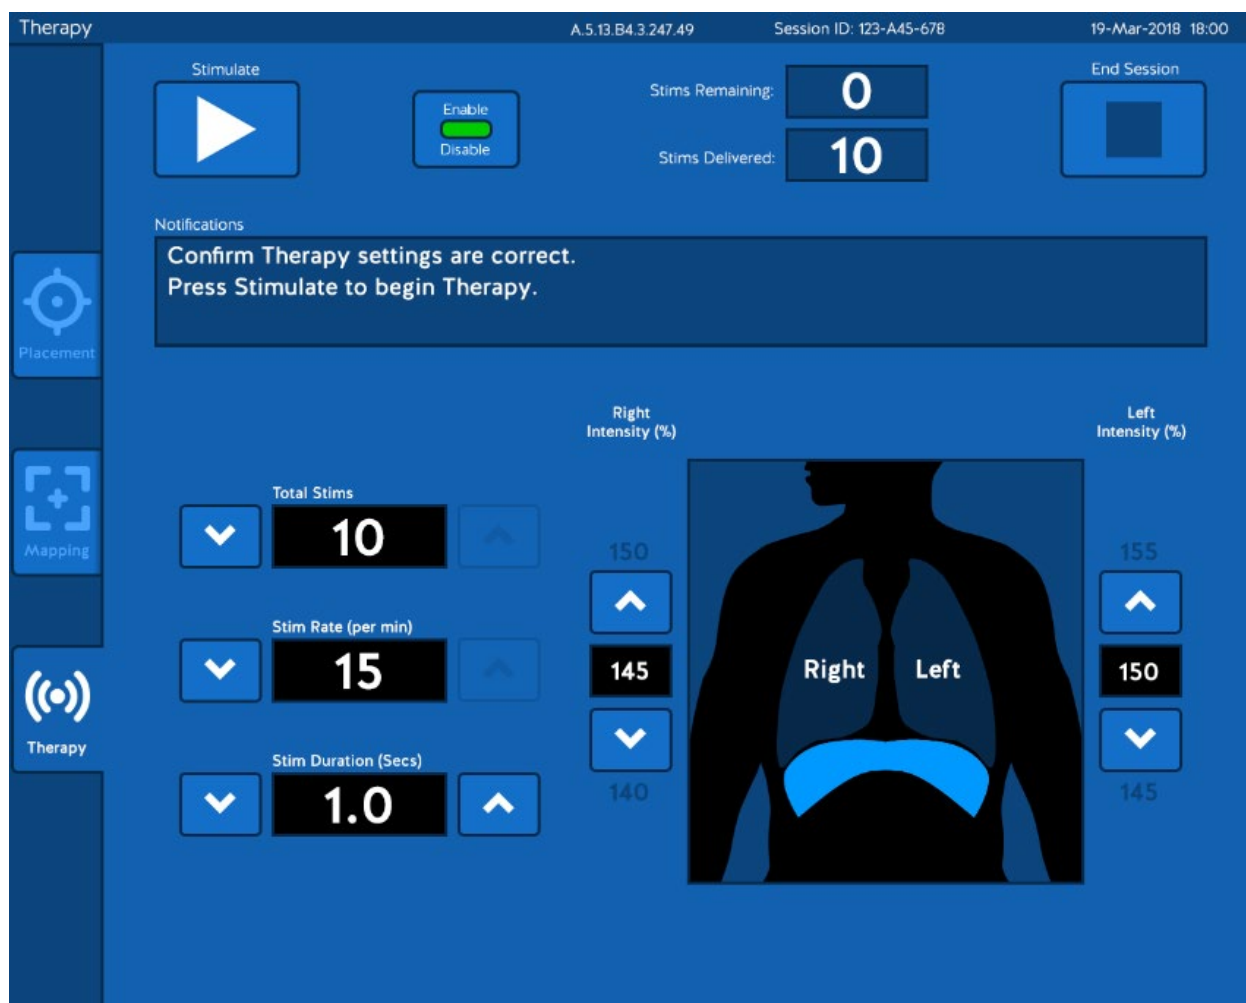 Therapy
A.5.13.B4.3.247.49
Session ID: 123-A45-678
19-Mar-2018 18:00
Stimulate
Enable
Disable
Stims Remaining:
0
Stims Delivered:
10
End Session
Notifications
Confirm Therapy settings are correct.
Press Stimulate to begin Therapy.
Placement
Mapping
Therapy
Total Stims
10
Stim Rate (per min)
15
Stim Duration (Secs)
1.0
Right
Intensity (%)
150
145
140
Right
Left
Left
Intensity (%)
155
150
145